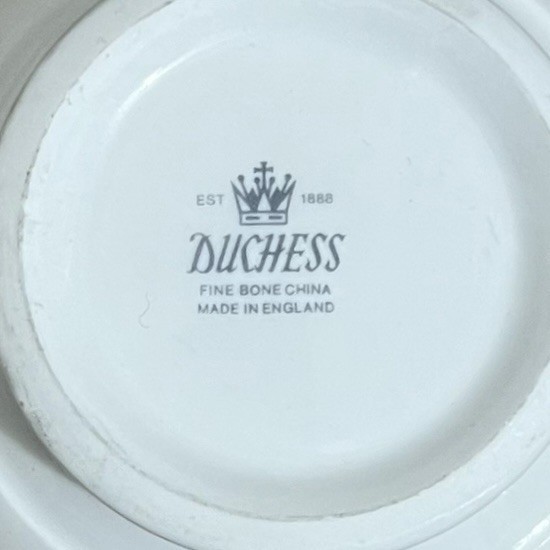 EST 1888
DUCHESS
FINE BONE CHINA
MADE IN ENGLAND